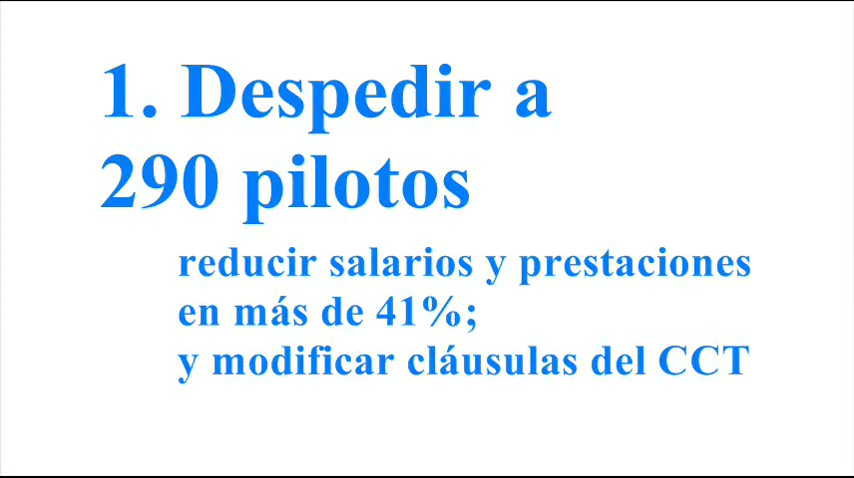 1. Despedir a
290 pilotos
reducir salarios y prestaciones
en más de 41%;
y modificar cláusulas del CCT